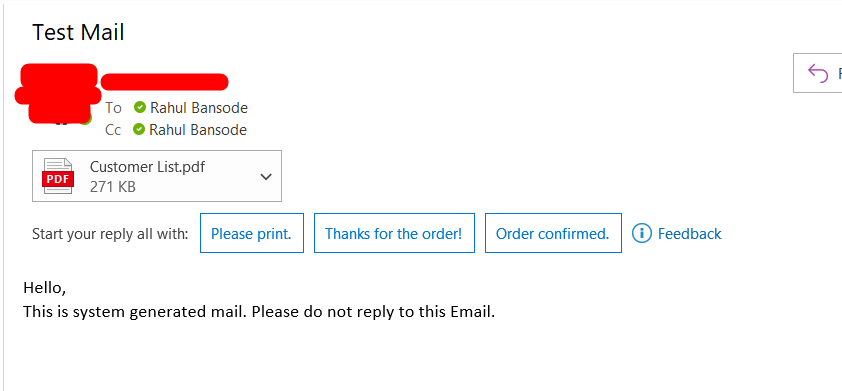 Test Mail
To Rahul Bansode
Cc Rahul Bansode
PDF
Customer List.pdf
271 KB
Start your reply all with: Please print. Thanks for the order! Order confirmed. Feedback
Hello,
This is system generated mail. Please do not reply to this Email.